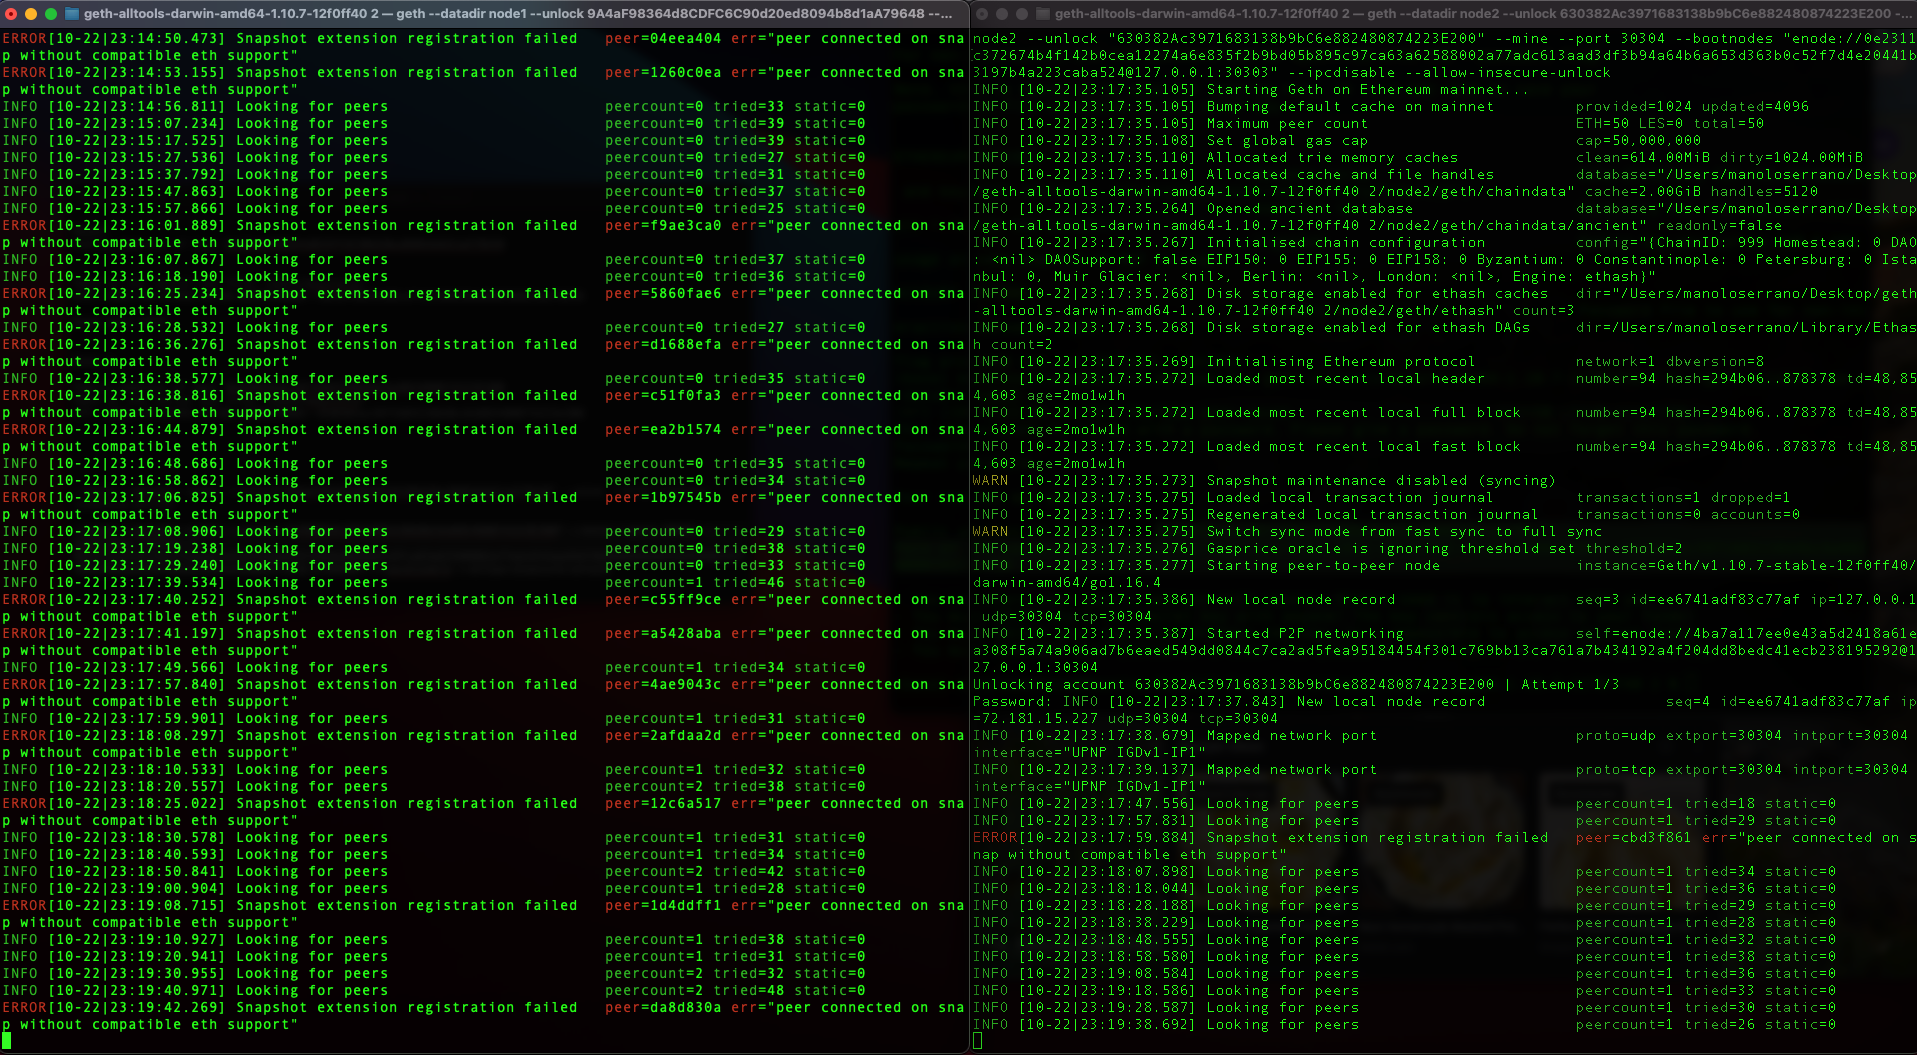 geth-alltools-darwin-amd64-1.10.7-12f0ff40 2 — geth --datadir node1 --unlock 9A4aF98364d8CDFC6C90d20ed8094b8d1aA79648 --...
ERROR[10-22|23:14:50.473] Snapshot extension registration failed peer=04eea404 err="peer connected on sna
p without compatible eth support"
ERROR[10-22|23:14:53.155] Snapshot extension registration failed peer=1260c0ea err="peer connected on sna
p without compatible eth support"
INFO [10-22|23:14:56.811] Looking for peers peercount=0 tried=33 static=0
INFO [10-22|23:15:07.234] Looking for peers peercount=0 tried=39 static=0
INFO [10-22|23:15:17.525] Looking for peers peercount=0 tried=39 static=0
INFO [10-22|23:15:27.536] Looking for peers peercount=0 tried=27 static=0
INFO [10-22|23:15:37.792] Looking for peers peercount=0 tried=31 static=0
INFO [10-22|23:15:47.863] Looking for peers peercount=0 tried=37 static=0
INFO [10-22|23:15:57.866] Looking for peers peercount=0 tried=25 static=0
ERROR[10-22|23:16:01.889] Snapshot extension registration failed peer=f9ae3ca0 err="peer connected on sna
p without compatible eth support"
INFO [10-22|23:16:07.867] Looking for peers peercount=0 tried=37 static=0
INFO [10-22|23:16:18.190] Looking for peers peercount=0 tried=36 static=0
ERROR[10-22|23:16:25.234] Snapshot extension registration failed peer=5860fae6 err="peer connected on sna
p without compatible eth support"
INFO [10-22|23:16:28.532] Looking for peers peercount=0 tried=27 static=0
ERROR[10-22|23:16:36.276] Snapshot extension registration failed peer=d1688efa err="peer connected on sna
p without compatible eth support"
INFO [10-22|23:16:38.577] Looking for peers peercount=0 tried=35 static=0
ERROR[10-22|23:16:38.816] Snapshot extension registration failed peer=c51f0fa3 err="peer connected on sna
p without compatible eth support"
ERROR[10-22|23:16:44.879] Snapshot extension registration failed peer=ea2b1574 err="peer connected on sna
p without compatible eth support"
INFO [10-22|23:16:48.686] Looking for peers peercount=0 tried=35 static=0
INFO [10-22|23:16:58.862] Looking for peers peercount=0 tried=34 static=0
ERROR[10-22|23:17:06.825] Snapshot extension registration failed peer=1b97545b err="peer connected on sna
p without compatible eth support"
INFO [10-22|23:17:08.906] Looking for peers peercount=0 tried=29 static=0
INFO [10-22|23:17:19.238] Looking for peers peercount=0 tried=38 static=0
INFO [10-22|23:17:29.240] Looking for peers peercount=0 tried=33 static=0
INFO [10-22|23:17:39.534] Looking for peers peercount=1 tried=46 static=0
ERROR[10-22|23:17:40.252] Snapshot extension registration failed peer=c55ff9ce err="peer connected on sna
p without compatible eth support"
ERROR[10-22|23:17:41.197] Snapshot extension registration failed peer=a5428aba err="peer connected on sna
p without compatible eth support"
INFO [10-22|23:17:49.566] Looking for peers peercount=1 tried=34 static=0
ERROR[10-22|23:17:57.840] Snapshot extension registration failed peer=4ae9043c err="peer connected on sna
p without compatible eth support"
INFO [10-22|23:17:59.901] Looking for peers peercount=1 tried=31 static=0
ERROR[10-22|23:18:08.297] Snapshot extension registration failed peer=2afdaa2d err="peer connected on sna
p without compatible eth support"
INFO [10-22|23:18:10.533] Looking for peers peercount=1 tried=32 static=0
INFO [10-22|23:18:20.557] Looking for peers peercount=2 tried=38 static=0
ERROR[10-22|23:18:25.022] Snapshot extension registration failed peer=12c6a517 err="peer connected on sna
p without compatible eth support"
INFO [10-22|23:18:30.578] Looking for peers peercount=1 tried=31 static=0
INFO [10-22|23:18:40.593] Looking for peers peercount=1 tried=34 static=0
INFO [10-22|23:18:50.841] Looking for peers peercount=2 tried=42 static=0
INFO [10-22|23:19:00.904] Looking for peers peercount=1 tried=28 static=0
ERROR[10-22|23:19:08.715] Snapshot extension registration failed peer=1d4ddff1 err="peer connected on sna
p without compatible eth support"
INFO [10-22|23:19:10.927] Looking for peers peercount=1 tried=38 static=0
INFO [10-22|23:19:20.941] Looking for peers peercount=1 tried=31 static=0
INFO [10-22|23:19:30.955] Looking for peers peercount=2 tried=32 static=0
INFO [10-22|23:19:40.971] Looking for peers peercount=2 tried=48 static=0
ERROR[10-22|23:19:42.269] Snapshot extension registration failed peer=da8d830a err="peer connected on sna
p without compatible eth support"
geth-alltools-darwin-amd64-1.10.7-12f0ff40 2 — geth --datadir node2 --unlock 630382Ac3971683138b9bC6e882480874223E200 -...
node2 --unlock "630382Ac3971683138b9bC6e882480874223E200" --mine --port 30304 --bootnodes "enode://0e2311
c372674b4f142b0cea12274a6e835f2b9bd05b895c97ca63a62588002a77adc613aad3df3b94a64b6a653d363b0c52f7d4e20441b
3197b4a223caba524@127.0.0.1:30303" --ipcdisable --allow-insecure-unlock
INFO [10-22|23:17:35.105] Starting Geth on Ethereum mainnet...
INFO [10-22|23:17:35.105] Bumping default cache on mainnet provided=1024 updated=4096
INFO [10-22|23:17:35.105] Maximum peer count ETH=50 LES=0 total=50
INFO [10-22|23:17:35.108] Set global gas cap cap=50,000,000
INFO [10-22|23:17:35.110] Allocated trie memory caches clean=614.00MiB dirty=1024.00MiB
INFO [10-22|23:17:35.110] Allocated cache and file handles database="/Users/manoloserrano/Desktop
/geth-alltools-darwin-amd64-1.10.7-12f0ff40 2/node2/geth/chaindata" cache=2.00GiB handles=5120
INFO [10-22|23:17:35.264] Opened ancient database database="/Users/manoloserrano/Desktop
/geth-alltools-darwin-amd64-1.10.7-12f0ff40 2/node2/geth/chaindata/ancient" readonly=false
INFO [10-22|23:17:35.267] Initialised chain configuration config="{ChainID: 999 Homestead: 0 DAO
: <nil> DAOSupport: false EIP150: 0 EIP155: 0 EIP158: 0 Byzantium: 0 Constantinople: 0 Petersburg: 0 Ista
nbul: 0, Muir Glacier: <nil>, Berlin: <nil>, London: <nil>, Engine: ethash}"
INFO [10-22|23:17:35.268] Disk storage enabled for ethash caches dir="/Users/manoloserrano/Desktop/geth
-alltools-darwin-amd64-1.10.7-12f0ff40 2/node2/geth/ethash" count=3
INFO [10-22|23:17:35.268] Disk storage enabled for ethash DAGs dir=/Users/manoloserrano/Library/Ethas
h count=2
INFO [10-22|23:17:35.269] Initialising Ethereum protocol network=1 dbversion=8
INFO [10-22|23:17:35.272] Loaded most recent local header number=94 hash=294b06..878378 td=48,85
4,603 age=2mo1w1h
INFO [10-22|23:17:35.272] Loaded most recent local full block number=94 hash=294b06..878378 td=48,85
4,603 age=2mo1w1h
INFO [10-22|23:17:35.272] Loaded most recent local fast block number=94 hash=294b06..878378 td=48,85
4,603 age=2mo1w1h
WARN [10-22|23:17:35.273] Snapshot maintenance disabled (syncing)
INFO [10-22|23:17:35.275] Loaded local transaction journal transactions=1 dropped=1
INFO [10-22|23:17:35.275] Regenerated local transaction journal transactions=0 accounts=0
WARN [10-22|23:17:35.275] Switch sync mode from fast sync to full sync
INFO [10-22|23:17:35.276] Gasprice oracle is ignoring threshold set threshold=2
INFO [10-22|23:17:35.277] Starting peer-to-peer node instance=Geth/v1.10.7-stable-12f0ff40/
darwin-amd64/go1.16.4
INFO [10-22|23:17:35.386] New local node record seq=3 id=ee6741adf83c77af ip=127.0.0.1
udp=30304 tcp=30304
INFO [10-22|23:17:35.387] Started P2P networking self=enode://4ba7a117ee0e43a5d2418a61e
a308f5a74a906ad7b6eaed549dd0844c7ca2ad5fea95184454f301c769bb13ca761a7b434192a4f204dd8bedc41ecb23819529​2@1
27.0.0.1:30304
Unlocking account 630382Ac3971683138b9bC6e882480874223E200 | Attempt 1/3
Password: INFO [10-22|23:17:37.843] New local node record seq=4 id=ee6741adf83c77af ip
=72.181.15.227 udp=30304 tcp=30304
INFO [10-22|23:17:38.679] Mapped network port proto=udp extport=30304 intport=30304
interface="UPNP IGDv1-IP1"
INFO [10-22|23:17:39.137] Mapped network port proto=tcp extport=30304 intport=30304
interface="UPNP IGDv1-IP1"
INFO [10-22|23:17:47.556] Looking for peers peercount=1 tried=18 static=0
INFO [10-22|23:17:57.831] Looking for peers peercount=1 tried=29 static=0
ERROR[10-22|23:17:59.884] Snapshot extension registration failed peer=cbd3f861 err="peer connected on s
nap without compatible eth support"
INFO [10-22|23:18:07.898] Looking for peers peercount=1 tried=34 static=0
INFO [10-22|23:18:18.044] Looking for peers peercount=1 tried=36 static=0
INFO [10-22|23:18:28.188] Looking for peers peercount=1 tried=29 static=0
INFO [10-22|23:18:38.229] Looking for peers peercount=1 tried=28 static=0
INFO [10-22|23:18:48.555] Looking for peers peercount=1 tried=32 static=0
INFO [10-22|23:18:58.580] Looking for peers peercount=1 tried=38 static=0
INFO [10-22|23:19:08.584] Looking for peers peercount=1 tried=36 static=0
INFO [10-22|23:19:18.586] Looking for peers peercount=1 tried=33 static=0
INFO [10-22|23:19:28.587] Looking for peers peercount=1 tried=30 static=0
INFO [10-22|23:19:38.692] Looking for peers peercount=1 tried=26 static=0